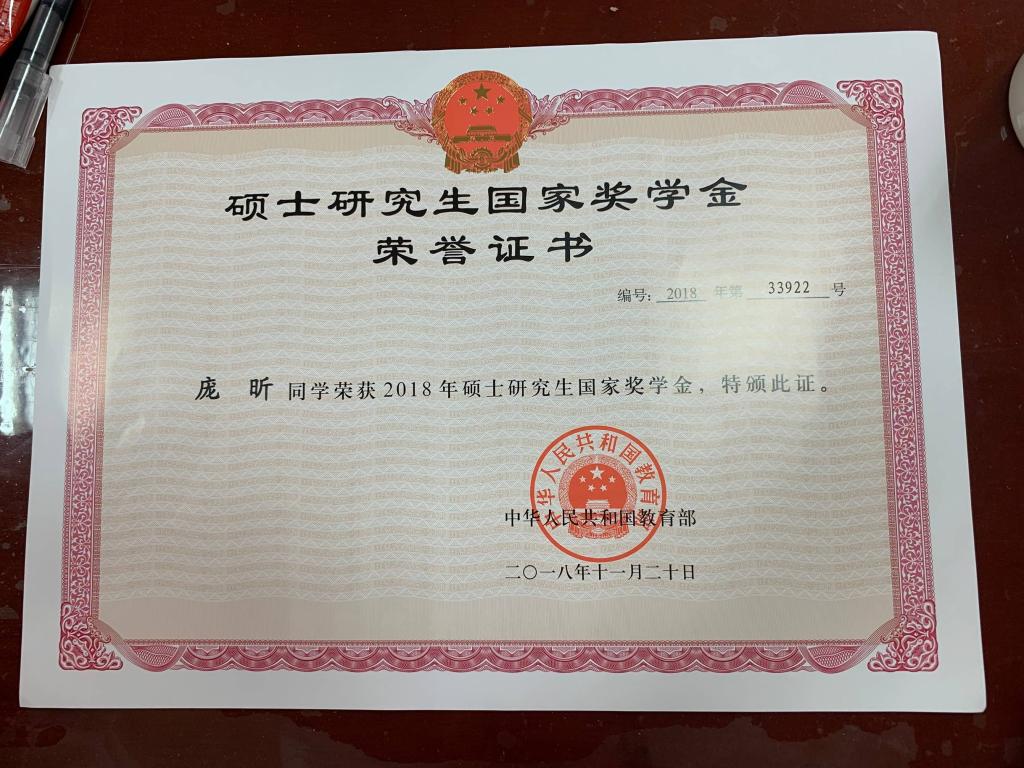 硕士研究生国家奖学金
荣誉证书
编号: 2018 年第 33922 号
庞 昕 同学荣获2018年硕士研究生国家奖学金，特颁此证。
中华人民共和国教育部
中华人民共和国教育部
二〇一八年十一月二十日